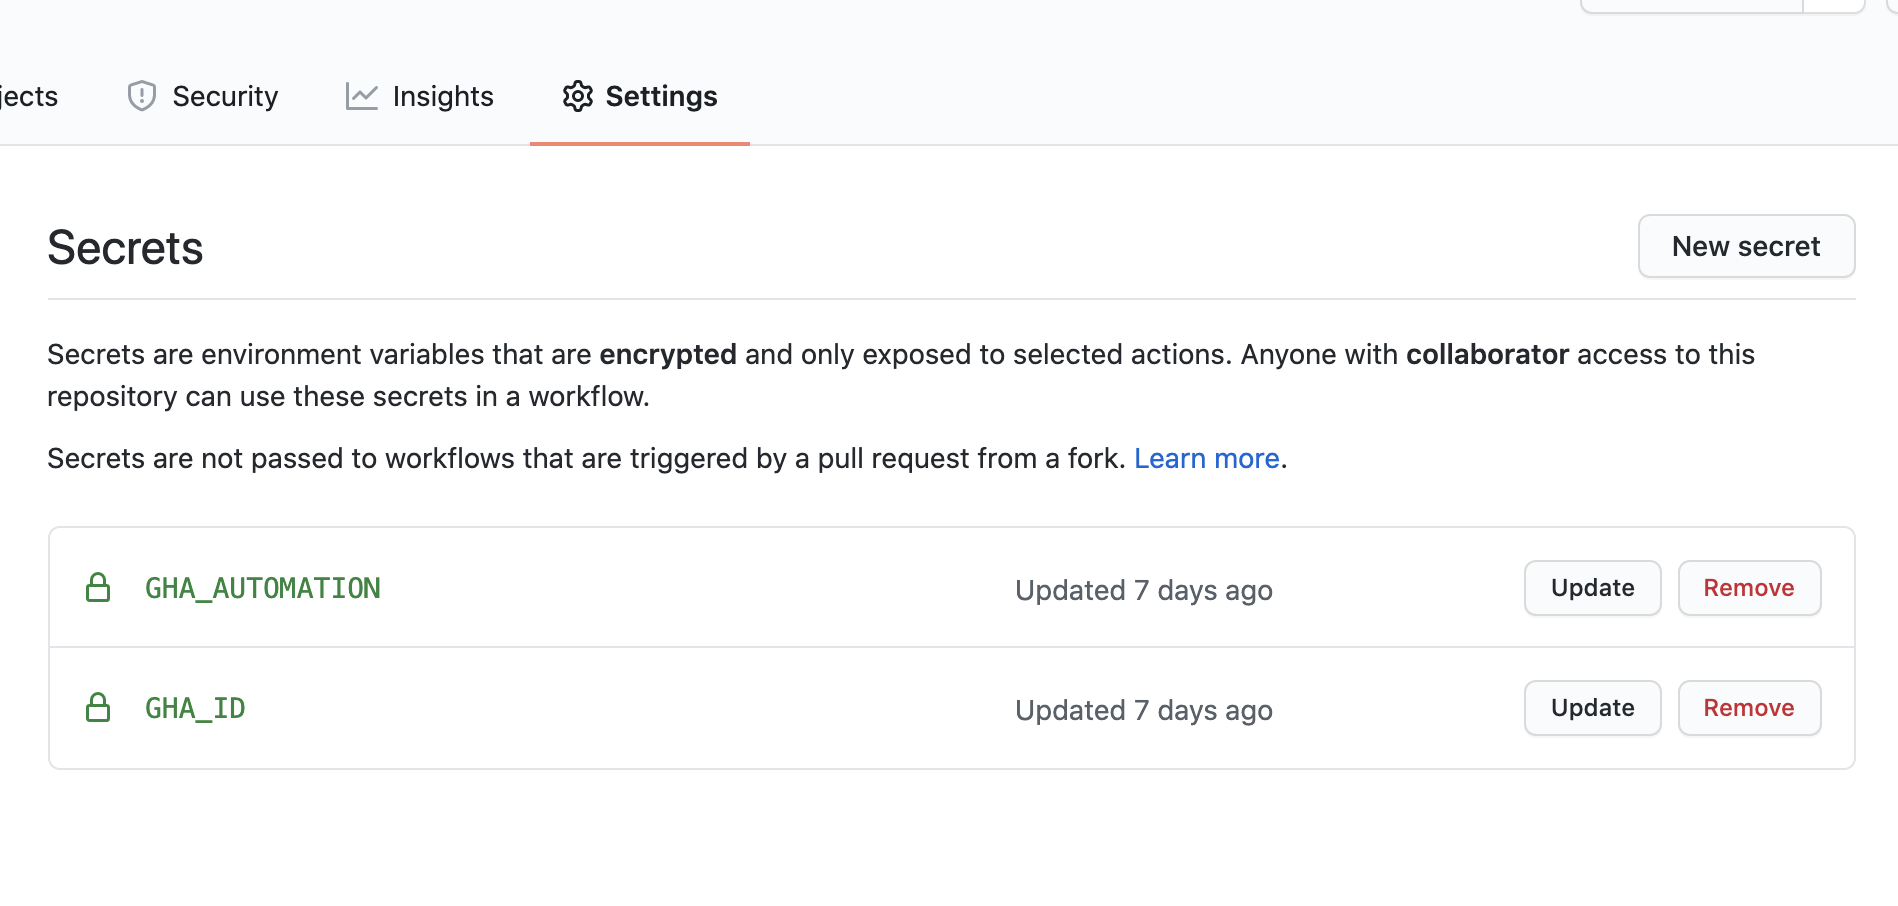 jects Security Insights Settings
Secrets New secret
Secrets are environment variables that are encrypted and only exposed to selected actions. Anyone with collaborator access to this
repository can use these secrets in a workflow.
Secrets are not passed to workflows that are triggered by a pull request from a fork. Learn more.
GHA_AUTOMATION Updated 7 days ago Update Remove
GHA_ID Updated 7 days ago Update Remove